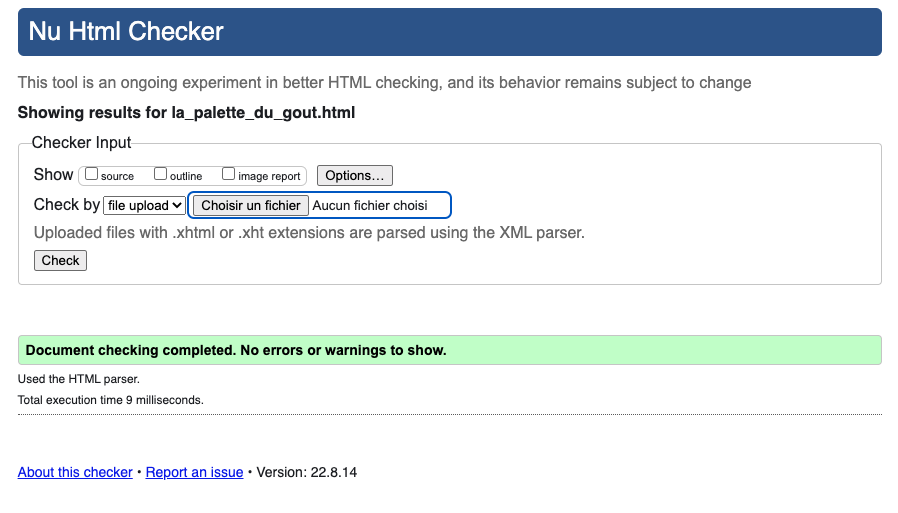 Nu Html Checker
This tool is an ongoing experiment in better HTML checking, and its behavior remains subject to change
Showing results for la_palette_du_gout.html
Checker Input
Show source outline image report Options...
Check by file upload Choisir un fichier Aucun fichier choisi
Uploaded files with .xhtml or .xht extensions are parsed using the XML parser.
Check
Document checking completed. No errors or warnings to show.
Used the HTML parser.
Total execution time 9 milliseconds.
About this checker • Report an issue • Version: 22.8.14